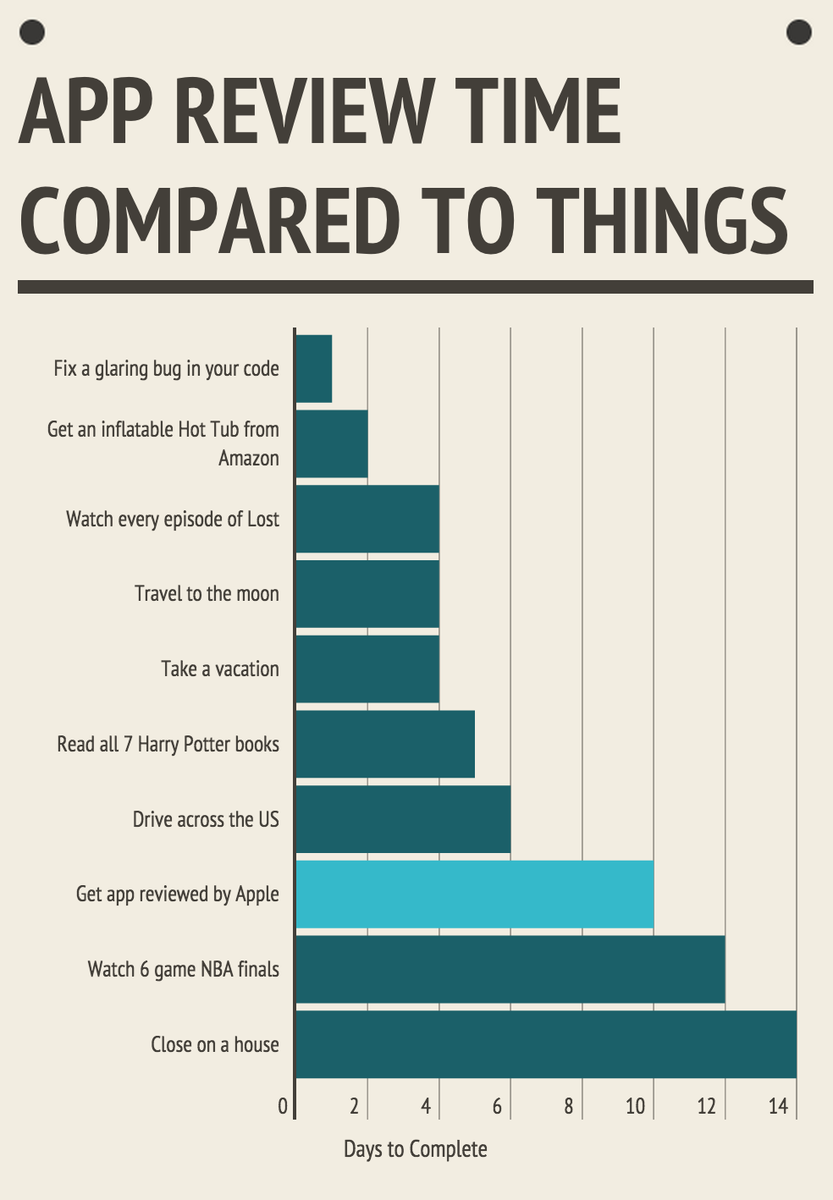 APP REVIEW TIME
COMPARED TO THINGS
Fix a glaring bug in your code
Get an inflatable Hot Tub from
Amazon
Watch every episode of Lost
Travel to the moon
Take a vacation
Read all 7 Harry Potter books
Drive across the US
Get app reviewed by Apple
Watch 6 game NBA finals
Close on a house
0 2 4 6 8 10 12 14
Days to Complete